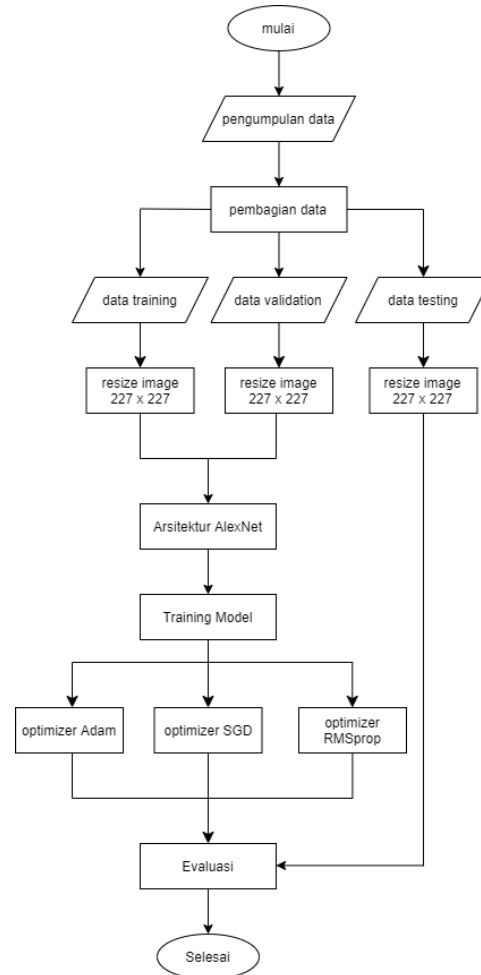 mulai
pengumpulan data
pembagian data
data training
data validation
data testing
resize image
227 x 227
resize image
227 x 227
resize image
227 x 227
Arsitektur AlexNet
Training Model
optimizer Adam
optimizer SGD
optimizer
RMSprop
Evaluasi
Selesai